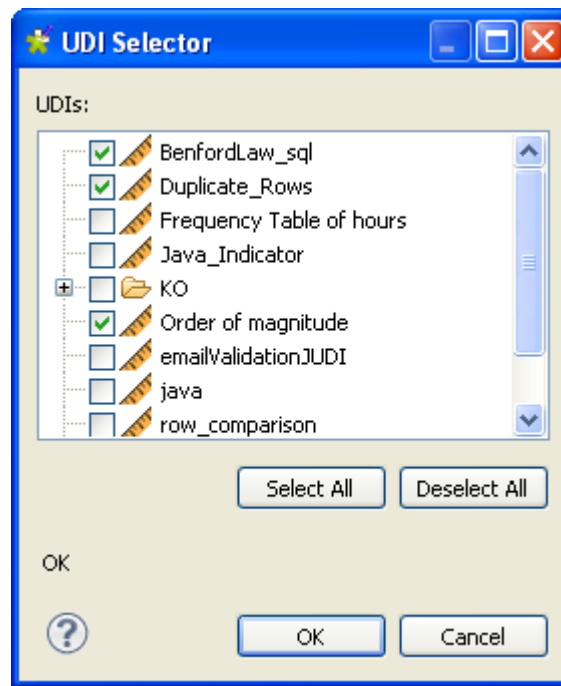 UDI Selector
UDIs:
BenfordLaw_sql
Duplicate_Rows
Frequency Table of hours
Java_Indicator
KO
Order of magnitude
emailValidationJUDI
java
row_comparison
Select All Deselect All
OK
OK Cancel